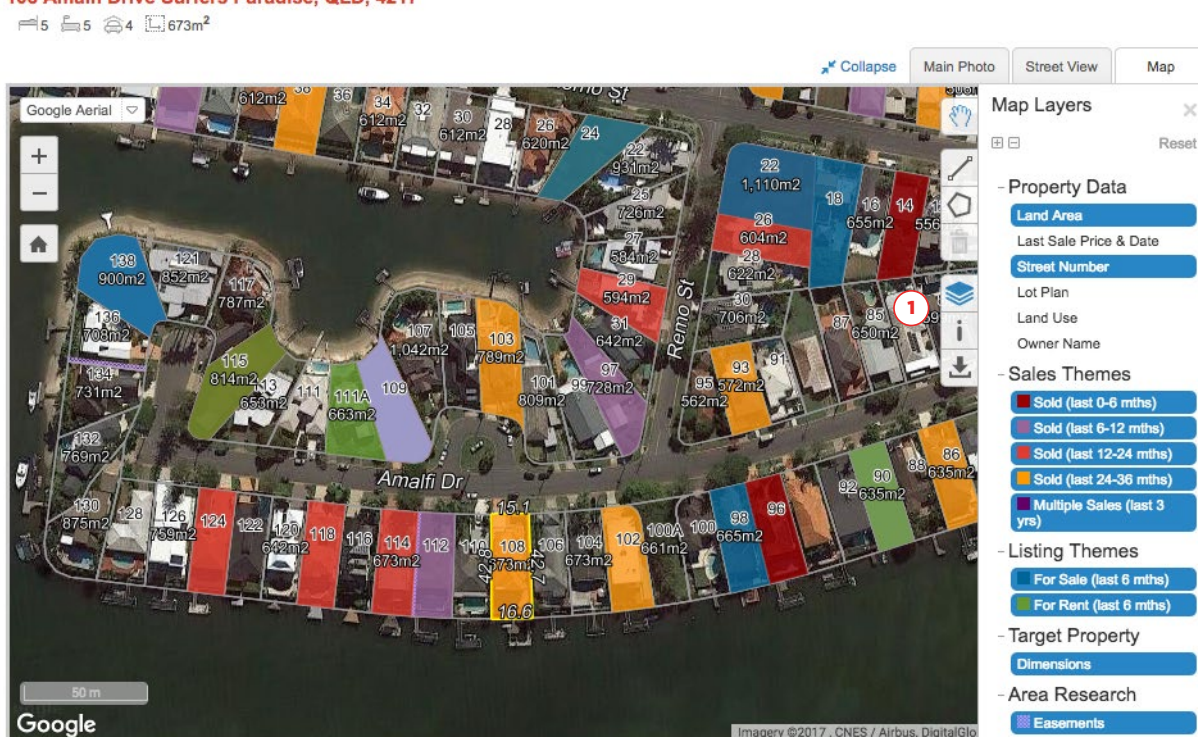 5 5 4 673m²
Collapse Main Photo Street View Map
Google Aerial
Map Layers
Reset
Property Data
Land Area
Last Sale Price & Date
Street Number
Lot Plan
Land Use
Owner Name
Sales Themes
Sold (last 0-6 mths)
Sold (last 6-12 mths)
Sold (last 12-24 mths)
Sold (last 24-36 mths)
Multiple Sales (last 3
yrs)
Listing Themes
For Sale (last 6 mths)
For Rent (last 6 mths)
Target Property
Dimensions
Area Research
Easements
612m2
36
34
612m2
32
30
612m2
28
26
620m2
24
22
931m2
25
726m2
27
584m2
29
594m2
31
642m2
Remo St
22
1,110m2
18
16
655m2
14
26
604m2
28
622m2
30
706m2
87
85
650m2
1
91
93
572m2
95
562m2
97
728m2
99
101
809m2
103
789m2
105
107
1,042m2
109
111A
663m2
111
113
653m2
115
814m2
117
787m2
121
852m2
138
900m2
136
708m2
134
731m2
132
769m2
130
875m2
128
126
759m2
124
122
120
642m2
118
116
114
673m2
112
110
108
673m2
15.1
42.8
42.7
16.6
106
104
673m2
102
100A
661m2
100
98
665m2
96
92
90
635m2
88
86
635m2
Amalfi Dr
50 m
Google
Imagery ©2017 , CNES / Airbus, DigitalGlo